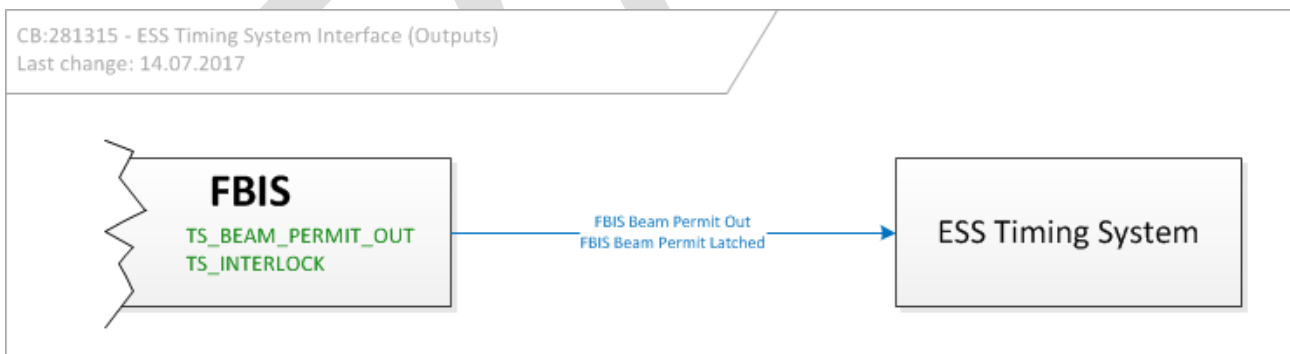 CB:281315 - ESS Timing System Interface (Outputs)
Last change: 14.07.2017
FBIS
TS_BEAM_PERMIT_OUT
TS_INTERLOCK
FBIS Beam Permit Out
FBIS Beam Permit Latched
ESS Timing System